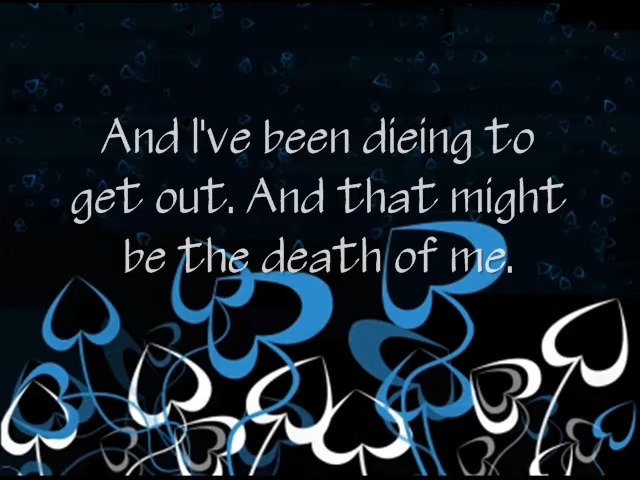 And I've been dieing to
get out. And that might
be the death of me.